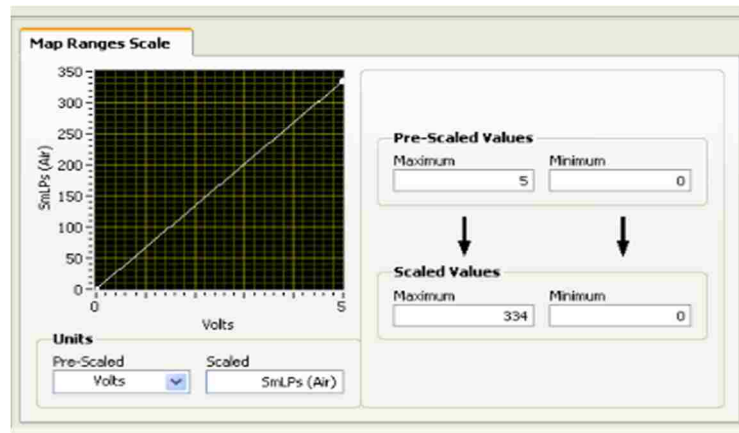 Map Ranges Scale
350
300
250
200
150
100
50
0
SmLPs (Air)
0
5
Volts
Pre-Scaled Values
Maximum
Minimum
5
0
Scaled Values
Maximum
Minimum
334
0
Units
Pre-Scaled
Scaled
Volts
SmLPs (Air)